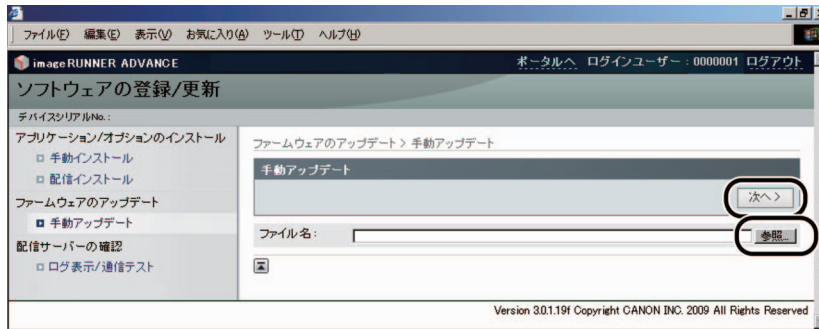 ファイル(F) 編集(E) 表示(V) お気に入り(A) ツール(T) ヘルプ(H)
imageRUNNER ADVANCE ポータルへ ログインユーザー : 0000001 ログアウト
ソフトウェアの登録/更新
デバイスシリアルNo. :
アプリケーション/オプションのインストール
手動インストール
配信インストール
ファームウェアのアップデート
手動アップデート
配信サーバーの確認
ログ表示/通信テスト
ファームウェアのアップデート > 手動アップデート
手動アップデート
次へ >
ファイル名 : 参照...
Version 3.0.1.19f Copyright CANON INC. 2009 All Rights Reserved